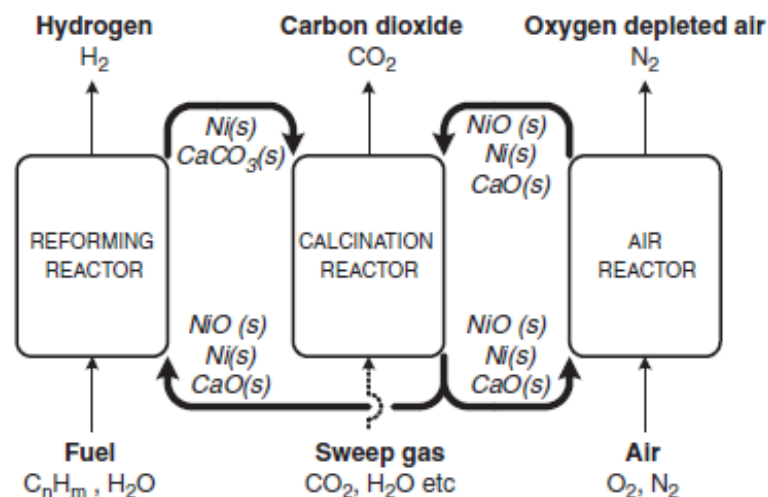 Hydrogen
H₂
Carbon dioxide
CO₂
Oxygen depleted air
N₂
Ni(s)
CaCO₃(s)
NiO (s)
Ni(s)
CaO(s)
REFORMING
REACTOR
CALCINATION
REACTOR
AIR
REACTOR
NiO (s)
Ni(s)
CaO(s)
NiO (s)
Ni(s)
CaO(s)
Fuel
CₙHₘ , H₂O
Sweep gas
CO₂, H₂O etc
Air
O₂, N₂